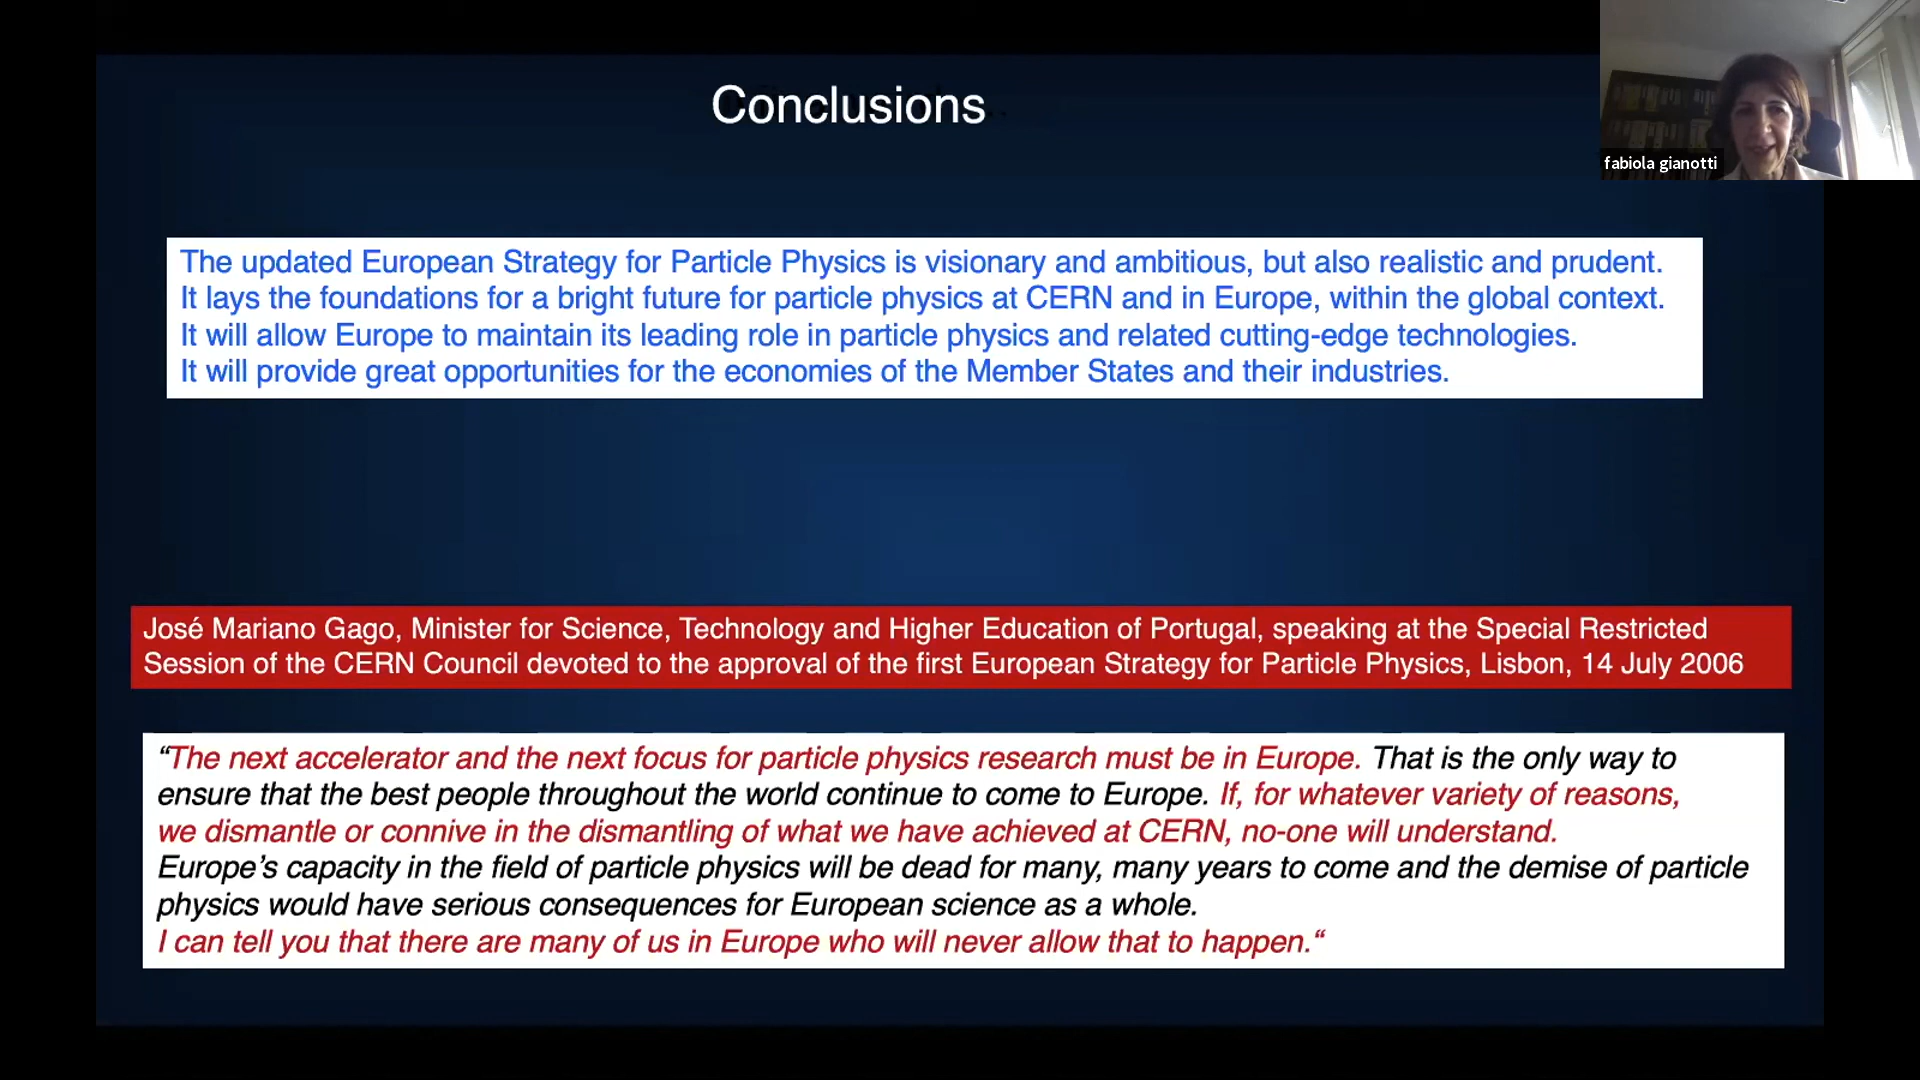 Conclusions
fabiola gianotti
The updated European Strategy for Particle Physics is visionary and ambitious, but also realistic and prudent.
It lays the foundations for a bright future for particle physics at CERN and in Europe, within the global context.
It will allow Europe to maintain its leading role in particle physics and related cutting-edge technologies.
It will provide great opportunities for the economies of the Member States and their industries.
José Mariano Gago, Minister for Science, Technology and Higher Education of Portugal, speaking at the Special Restricted
Session of the CERN Council devoted to the approval of the first European Strategy for Particle Physics, Lisbon, 14 July 2006
“The next accelerator and the next focus for particle physics research must be in Europe. That is the only way to
ensure that the best people throughout the world continue to come to Europe. If, for whatever variety of reasons,
we dismantle or connive in the dismantling of what we have achieved at CERN, no-one will understand.
Europe’s capacity in the field of particle physics will be dead for many, many years to come and the demise of particle
physics would have serious consequences for European science as a whole.
I can tell you that there are many of us in Europe who will never allow that to happen.“